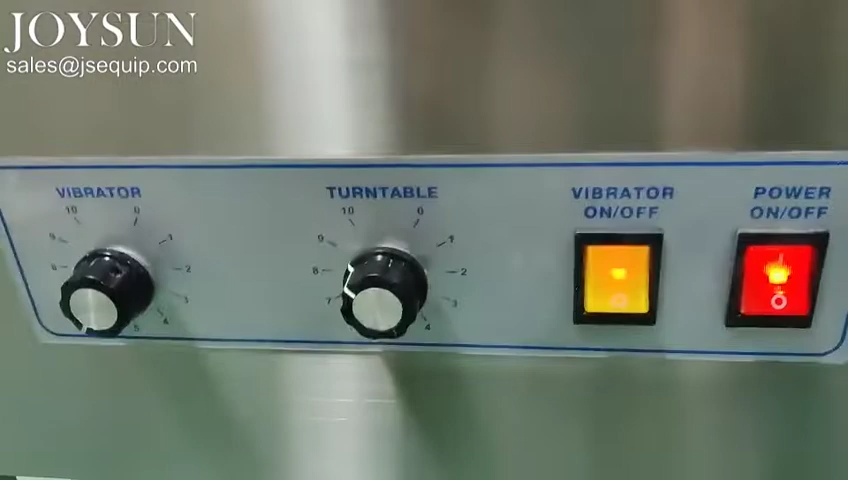 JOYSUN
sales@jsequip.com
VIBRATOR
TURNTABLE
VIBRATOR
ON/OFF
POWER
ON/OFF
10 0
9 1
8 2
3
5 4
10 0
9 1
8 2
7 3
4